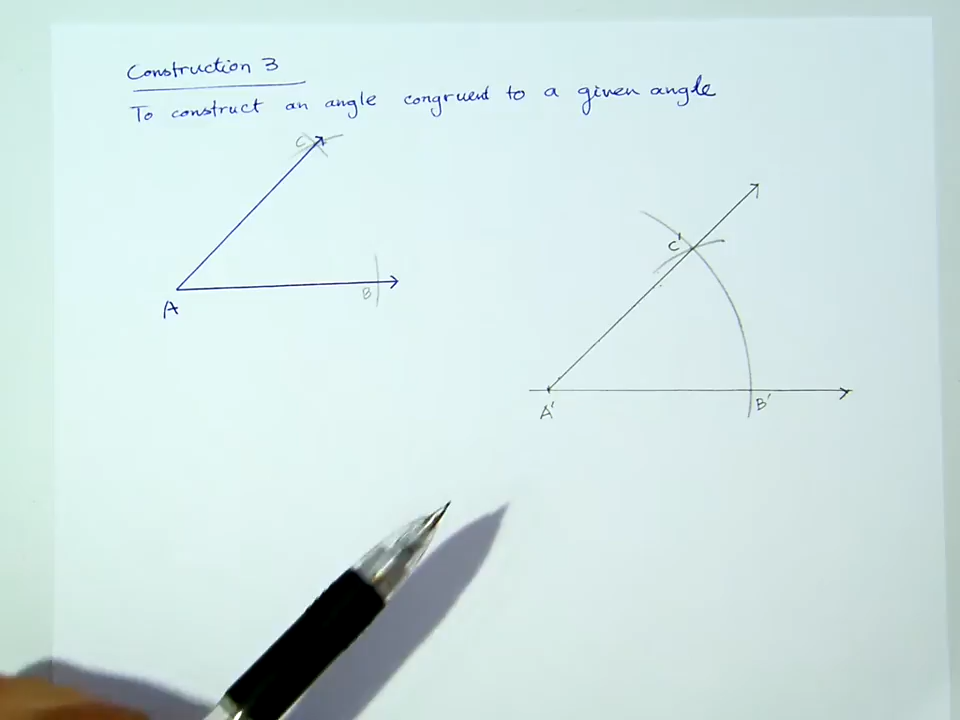 Construction 3
To construct an angle congruent to a given angle
C
B
A
C'
A'
B'